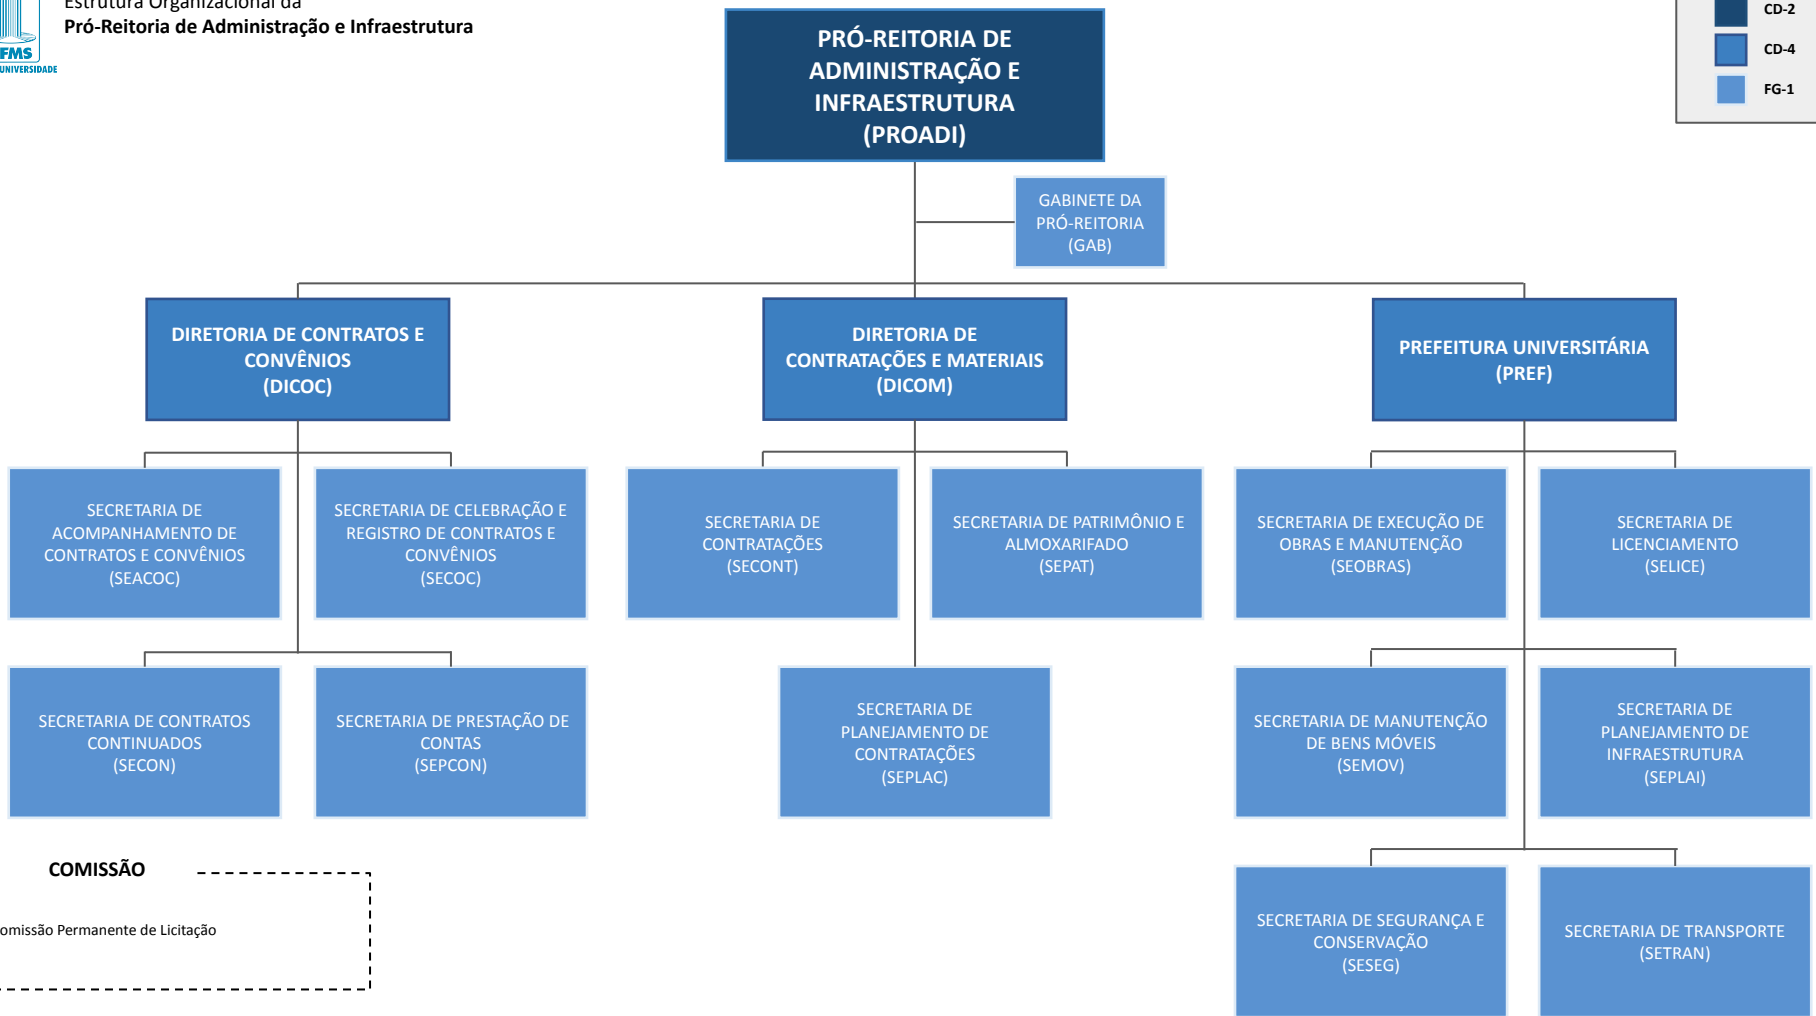 Estrutura Organizacional da
Pró-Reitoria de Administração e Infraestrutura
FMS
UNIVERSIDADE
CD-2
CD-4
FG-1
PRÓ-REITORIA DE
ADMINISTRAÇÃO E
INFRAESTRUTURA
(PROADI)
GABINETE DA
PRÓ-REITORIA
(GAB)
DIRETORIA DE CONTRATOS E
CONVÊNIOS
(DICOC)
DIRETORIA DE
CONTRATAÇÕES E MATERIAIS
(DICOM)
PREFEITURA UNIVERSITÁRIA
(PREF)
SECRETARIA DE
ACOMPANHAMENTO DE
CONTRATOS E CONVÊNIOS
(SEACOC)
SECRETARIA DE CELEBRAÇÃO E
REGISTRO DE CONTRATOS E
CONVÊNIOS
(SECOC)
SECRETARIA DE
CONTRATAÇÕES
(SECONT)
SECRETARIA DE PATRIMÔNIO E
ALMOXARIFADO
(SEPAT)
SECRETARIA DE EXECUÇÃO DE
OBRAS E MANUTENÇÃO
(SEOBRAS)
SECRETARIA DE
LICENCIAMENTO
(SELICE)
SECRETARIA DE CONTRATOS
CONTINUADOS
(SECON)
SECRETARIA DE PRESTAÇÃO DE
CONTAS
(SEPCON)
SECRETARIA DE
PLANEJAMENTO DE
CONTRATAÇÕES
(SEPLAC)
SECRETARIA DE MANUTENÇÃO
DE BENS MÓVEIS
(SEMOV)
SECRETARIA DE
PLANEJAMENTO DE
INFRAESTRUTURA
(SEPLAI)
SECRETARIA DE SEGURANÇA E
CONSERVAÇÃO
(SESEG)
SECRETARIA DE TRANSPORTE
(SETRAN)
COMISSÃO
omissão Permanente de Licitação